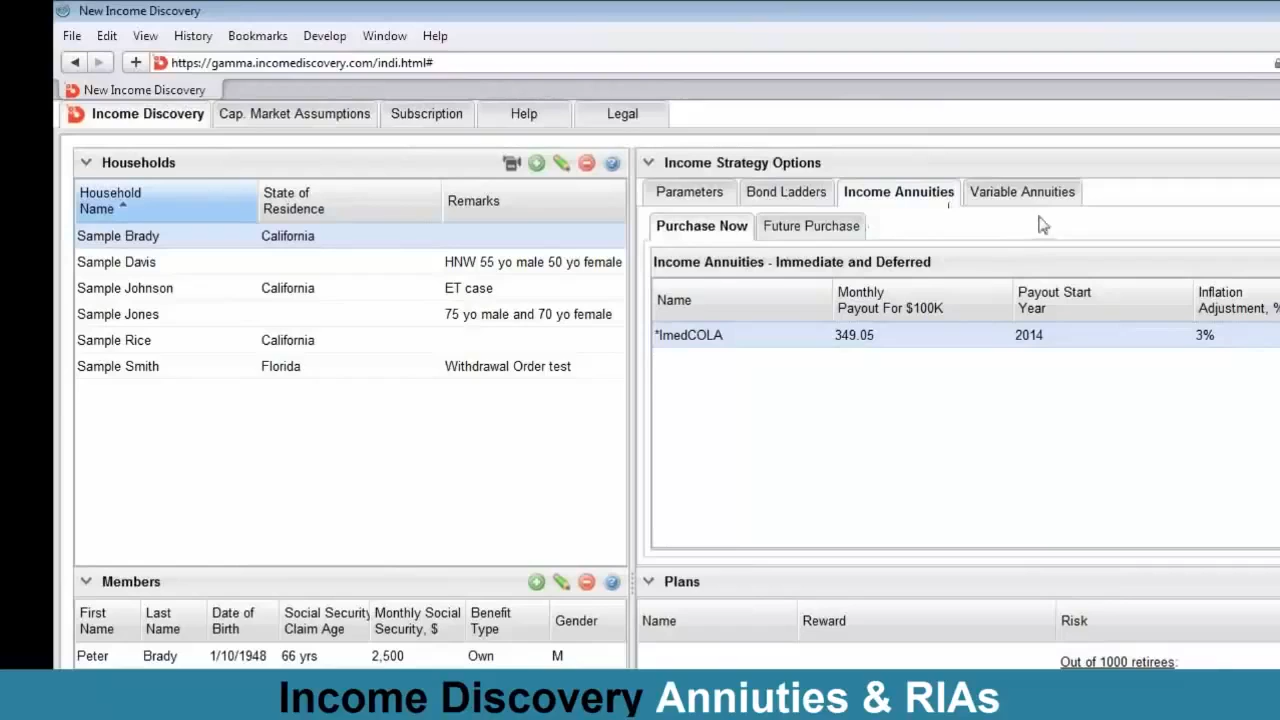 New Income Discovery
File Edit View History Bookmarks Develop Window Help
https://gamma.incomediscovery.com/indi.html#
New Income Discovery
Income Discovery Cap. Market Assumptions Subscription Help Legal
Households
Household Name State of Residence Remarks
Sample Brady California
Sample Davis HNW 55 yo male 50 yo female
Sample Johnson California ET case
Sample Jones 75 yo male and 70 yo female
Sample Rice California
Sample Smith Florida Withdrawal Order test
Income Strategy Options
Parameters Bond Ladders Income Annuities Variable Annuities
Purchase Now Future Purchase
Income Annuities - Immediate and Deferred
Name Monthly Payout For $100K Payout Start Year Inflation Adjustment, %
*ImedCOLA 349.05 2014 3%
Members
First Name Last Name Date of Birth Social Security Claim Age Monthly Social Security, $ Benefit Type Gender
Peter Brady 1/10/1948 66 yrs 2,500 Own M
Plans
Name Reward Risk
Out of 1000 retirees:
Income Discovery Anniuties & RIAs